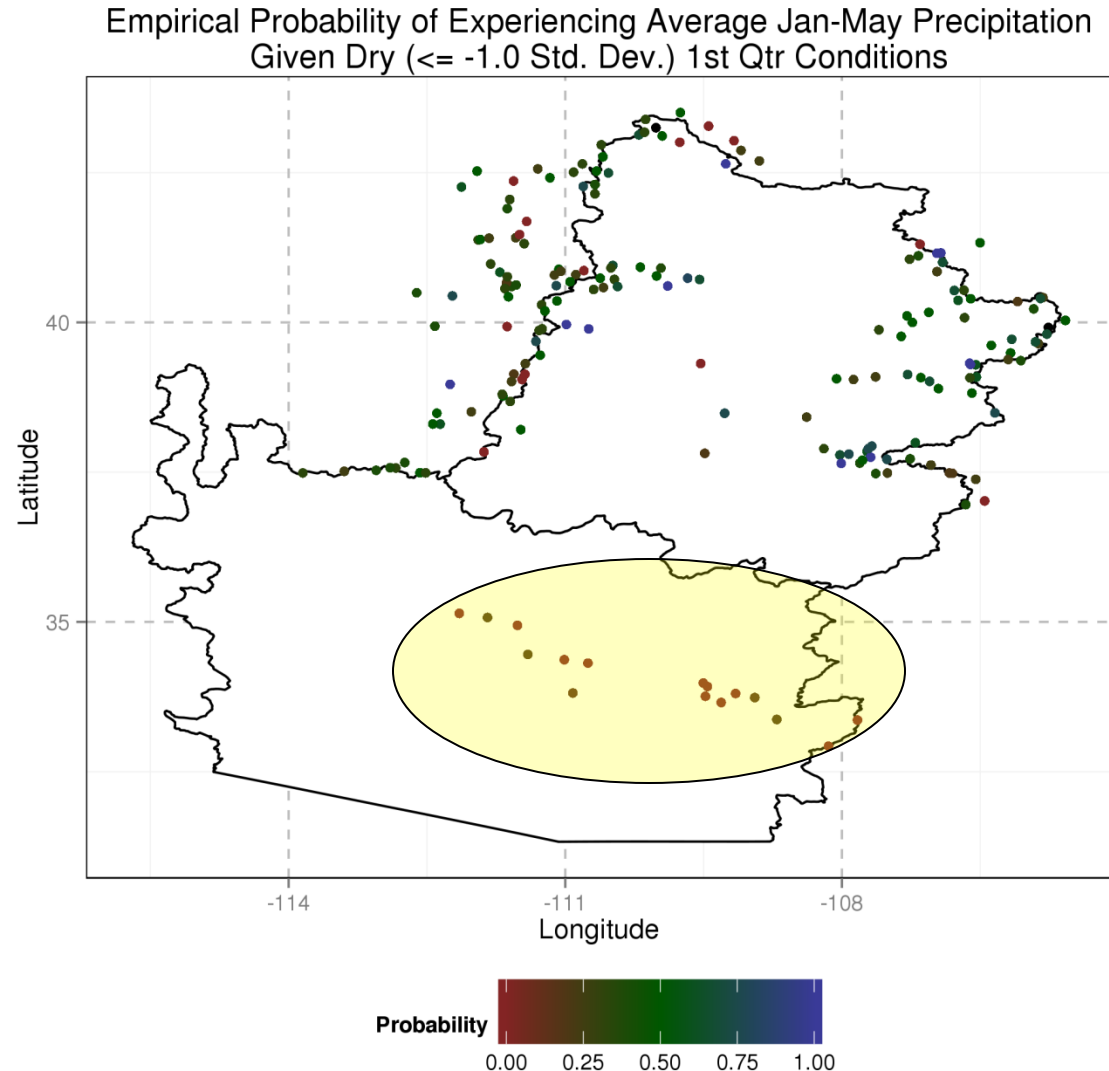 Empirical Probability of Experiencing Average Jan-May Precipitation
Given Dry (<= -1.0 Std. Dev.) 1st Qtr Conditions
Latitude
40
35
-114 -111 -108
Longitude
Probability
0.00 0.25 0.50 0.75 1.00